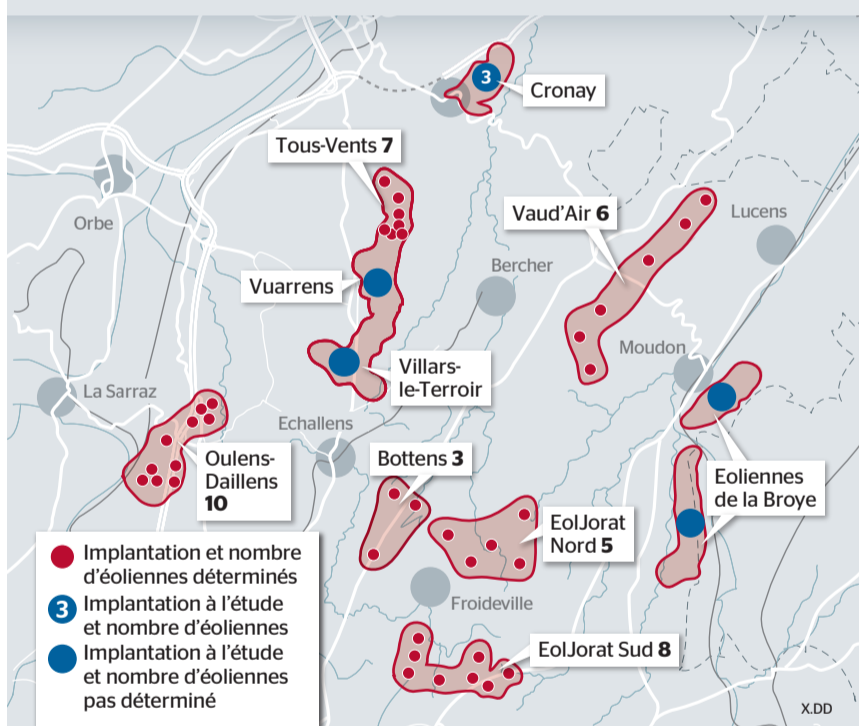 3
Cronay
Tous-Vents 7
Vaud'Air 6
Lucens
Orbe
Bercher
Vuarrens
Moudon
Villars-
le-Terroir
La Sarraz
Echallens
Oulens-
Daillens
10
Bottens 3
Eoliennes
de la Broye
EolJorat
Nord 5
Froideville
EolJorat Sud 8
Implantation et nombre
d'éoliennes déterminés
3 Implantation à l'étude
et nombre d'éoliennes
Implantation à l'étude
et nombre d'éoliennes
pas déterminé
X.DD